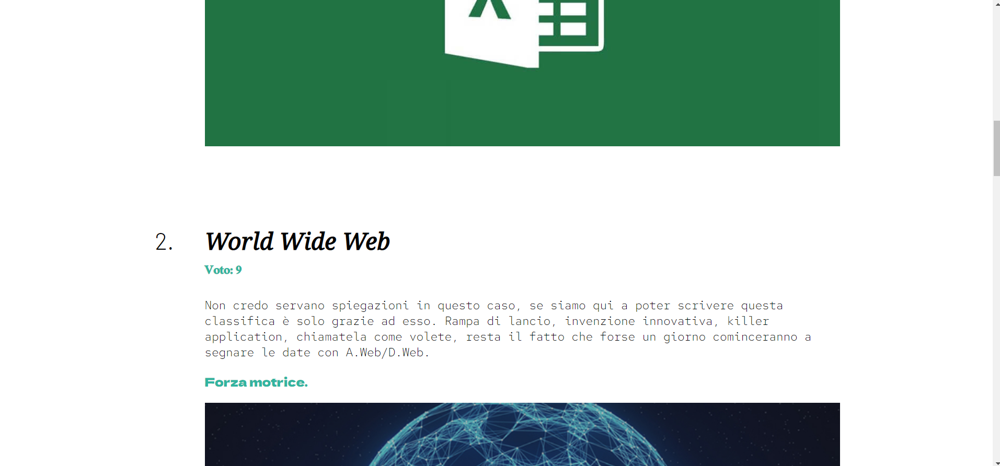 2. World Wide Web
Voto: 9
Non credo servano spiegazioni in questo caso, se siamo qui a poter scrivere questa
classifica è solo grazie ad esso. Rampa di lancio, invenzione innovativa, killer
application, chiamatela come volete, resta il fatto che forse un giorno cominceranno a
segnare le date con A.Web/D.Web.
Forza motrice.